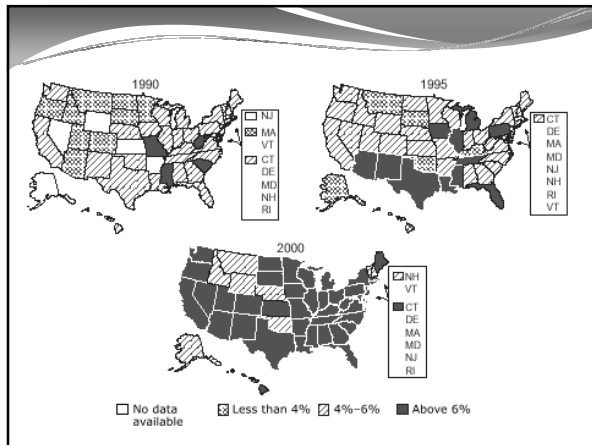 1990
NJ
MA
VT
CT
DE
MD
NH
RI
1995
CT
DE
MA
MD
NJ
NH
RI
VT
2000
NH
VT
CT
DE
MA
MD
NJ
RI
No data available
Less than 4%
4%–6%
Above 6%